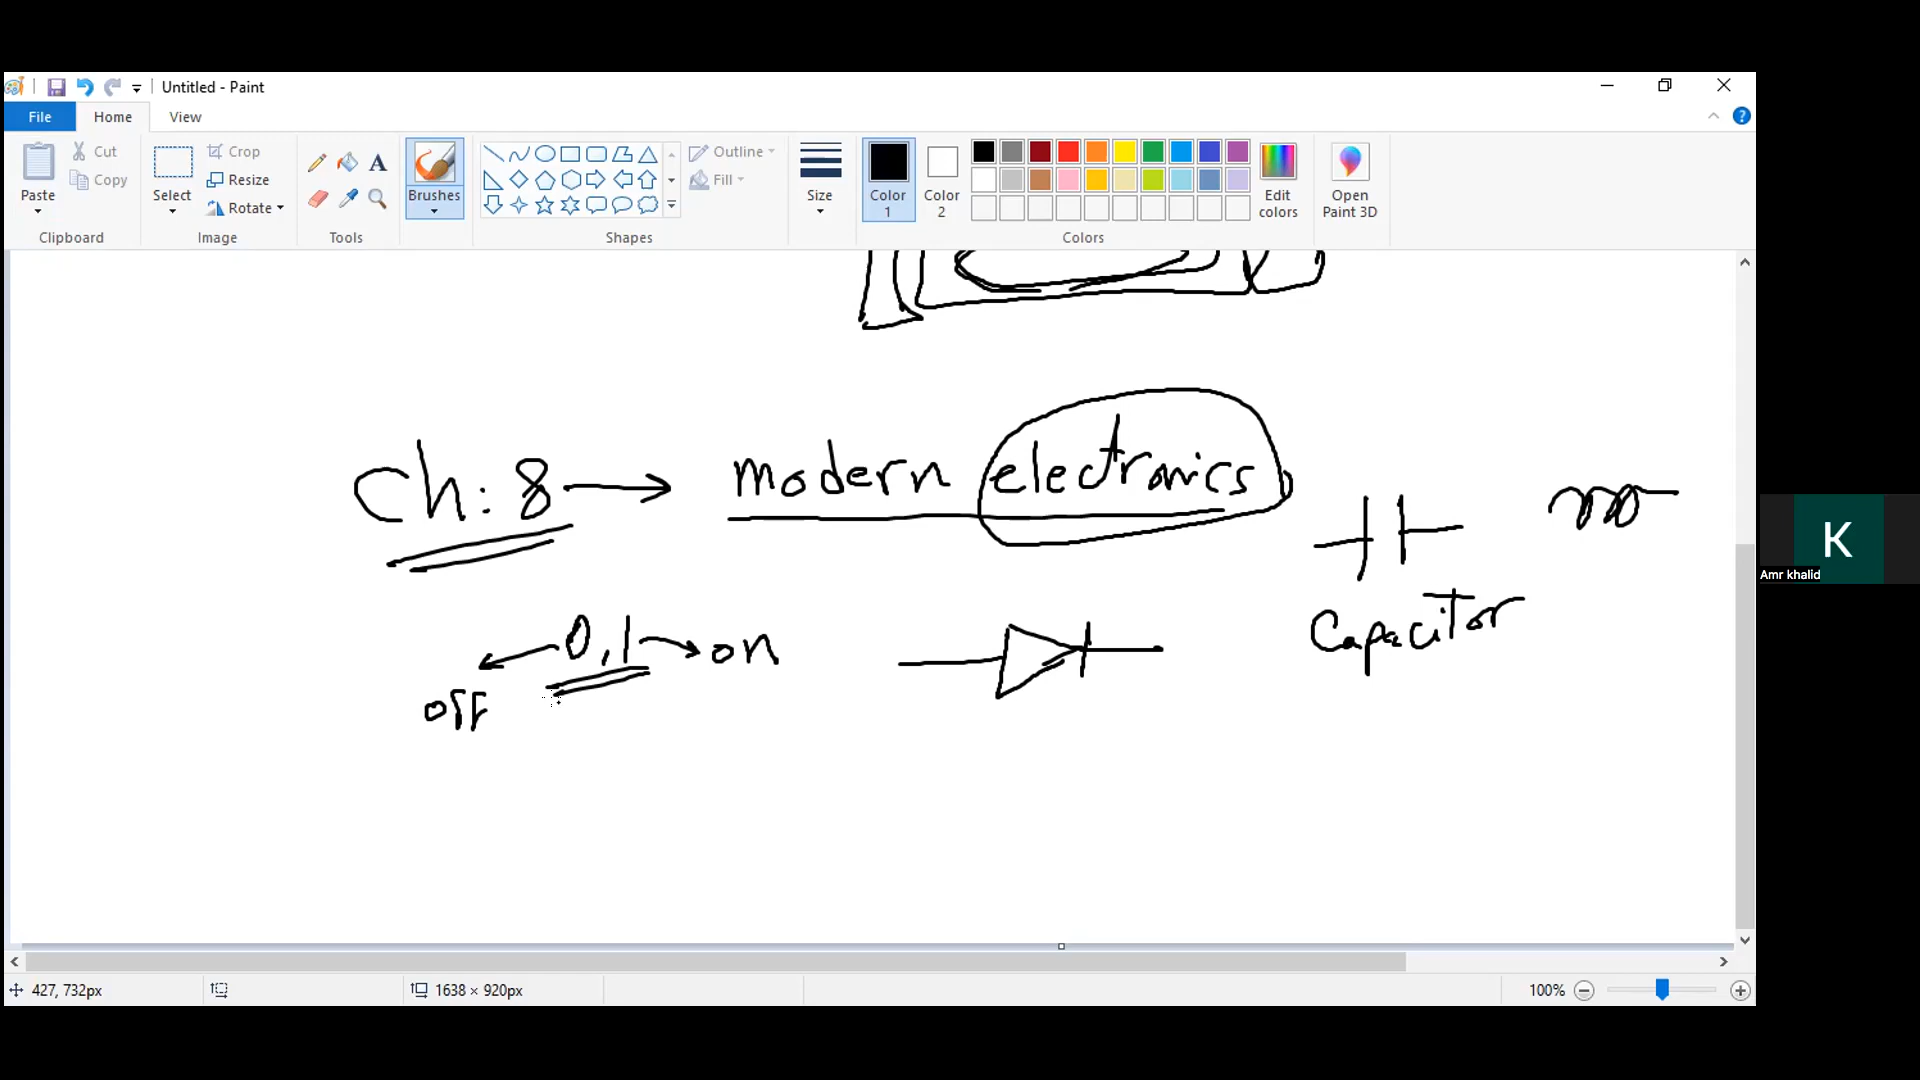 Untitled - Paint
File Home View
Paste
Cut
Copy
Clipboard
Select
Crop
Resize
Rotate
Image
A
Tools
Brushes
Shapes
Outline
Fill
Size
Color 1
Color 2
Colors
Edit colors
Open Paint 3D
?
Ch: 8 → modern electronics
0,1
on
off
Capacitor
K
Amr khalid
427, 732px
1638 × 920px
100%